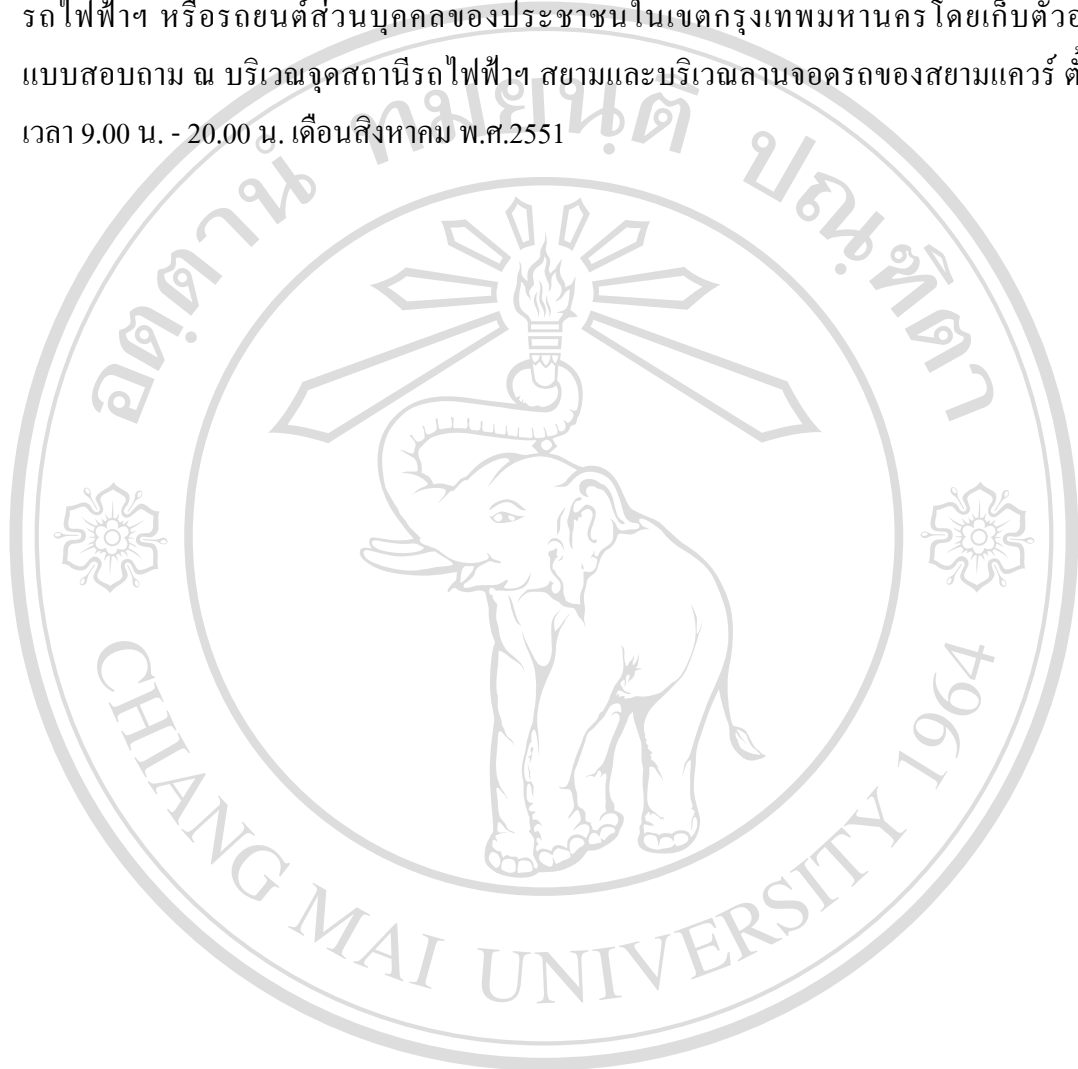 รถไฟฟ้าฯ หรือรถยนต์ส่วนบุคคลของประชาชนในเขตกรุงเทพมหานครโดยเก็บตัว
แบบสอบถาม ณ บริเวณจุดสถานีรถไฟฟ้าฯ สยามและบริเวณลานจอดรถของสยามแควร์
เวลา 9.00 น. - 20.00 น. เดือนสิงหาคม พ.ศ.2551
CHIANG MAI UNIVERSITY 1964